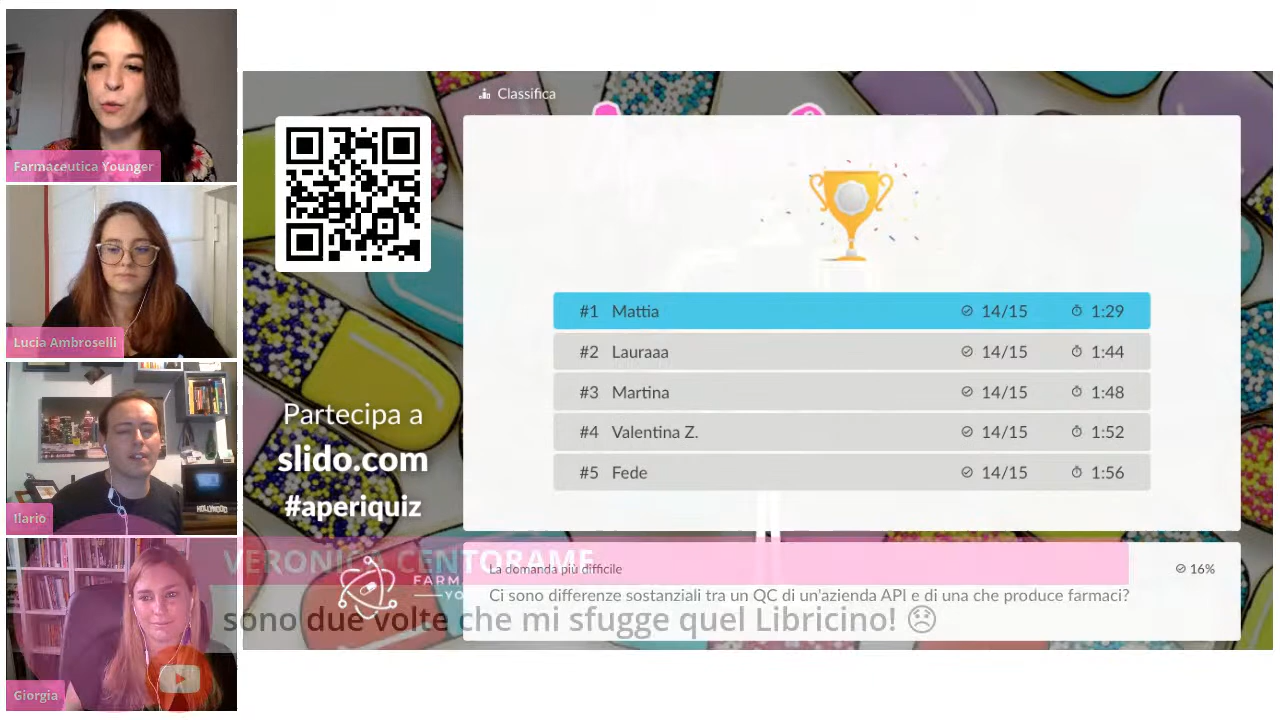 Farmaceutica Younger
Lucia Ambroselli
Ilario
HOLLYWOOD
Giorgia
Classifica
Partecipa a
slido.com
#aperiquiz
#1 Mattia 14/15 1:29
#2 Lauraaa 14/15 1:44
#3 Martina 14/15 1:48
#4 Valentina Z. 14/15 1:52
#5 Fede 14/15 1:56
VERONICA CENTORAME
La domanda più difficile 16%
Ci sono differenze sostanziali tra un QC di un'azienda API e di una che produce farmaci?
sono due volte che mi sfugge quel Libricino! 😞